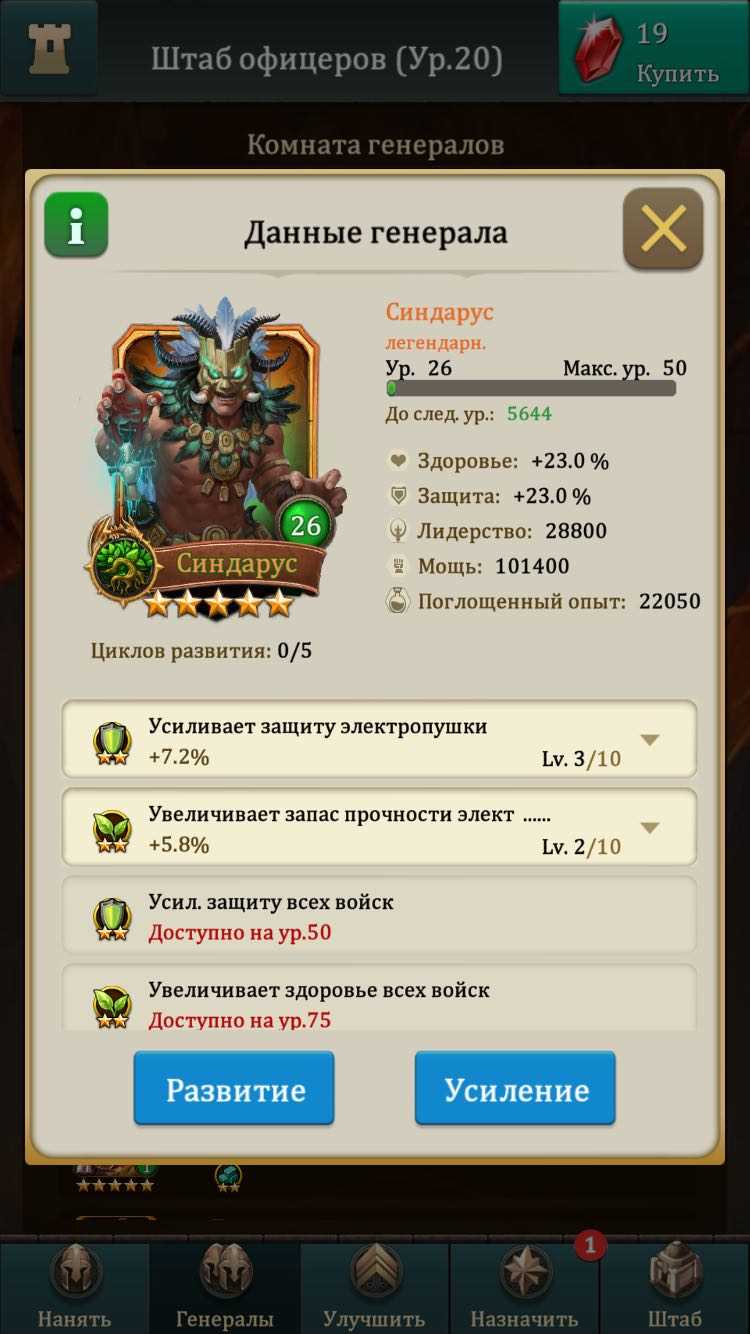 Штаб офицеров (Ур.20)
19
Купить
Комната генералов
i
Данные генерала
Синдарус
легендарн.
Ур. 26 Макс. ур. 50
До след. ур.: 5644
Здоровье: +23.0 %
Защита: +23.0 %
Лидерство: 28800
Мощь: 101400
Поглощенный опыт: 22050
26
Синдарус
Циклов развития: 0/5
Усиливает защиту электропушки
+7.2% Lv. 3/10
Увеличивает запас прочности элект ......
+5.8% Lv. 2/10
Усил. защиту всех войск
Доступно на ур.50
Увеличивает здоровье всех войск
Доступно на ур.75
Развитие Усиление
1
1
Нанять Генералы Улучшить Назначить Штаб